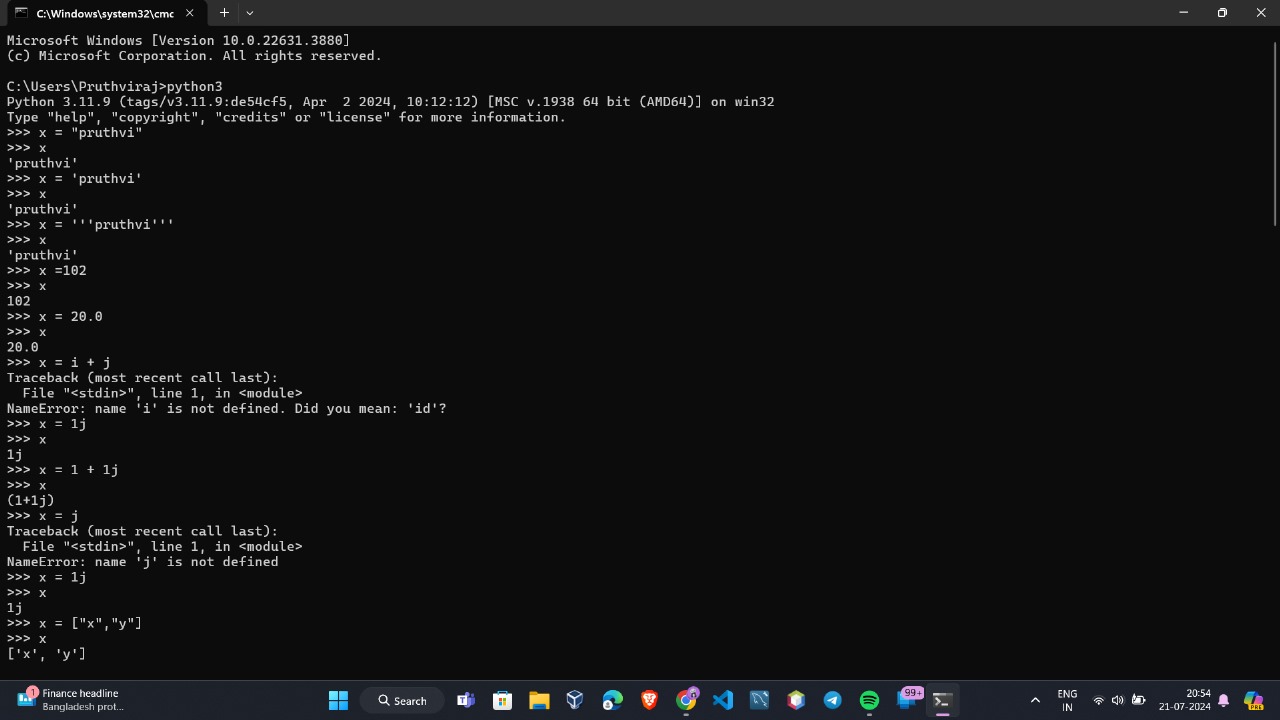 C:\Windows\system32\cmc
Microsoft Windows [Version 10.0.22631.3880]
(c) Microsoft Corporation. All rights reserved.
C:\Users\Pruthviraj>python3
Python 3.11.9 (tags/v3.11.9:de54cf5, Apr  2 2024, 10:12:12) [MSC v.1938 64 bit (AMD64)] on win32
Type "help", "copyright", "credits" or "license" for more information.
>>> x = "pruthvi"
>>> x
'pruthvi'
>>> x = 'pruthvi'
>>> x
'pruthvi'
>>> x = '''pruthvi'''
>>> x
'pruthvi'
>>> x =102
>>> x
102
>>> x = 20.0
>>> x
20.0
>>> x = i + j
Traceback (most recent call last):
  File "<stdin>", line 1, in <module>
NameError: name 'i' is not defined. Did you mean: 'id'?
>>> x = 1j
>>> x
1j
>>> x = 1 + 1j
>>> x
(1+1j)
>>> x = j
Traceback (most recent call last):
  File "<stdin>", line 1, in <module>
NameError: name 'j' is not defined
>>> x = 1j
>>> x
1j
>>> x = ["x","y"]
>>> x
['x', 'y']
1
Finance headline
Bangladesh prot...
Search
99+
ENG
IN
20:54
21-07-2024
PRE